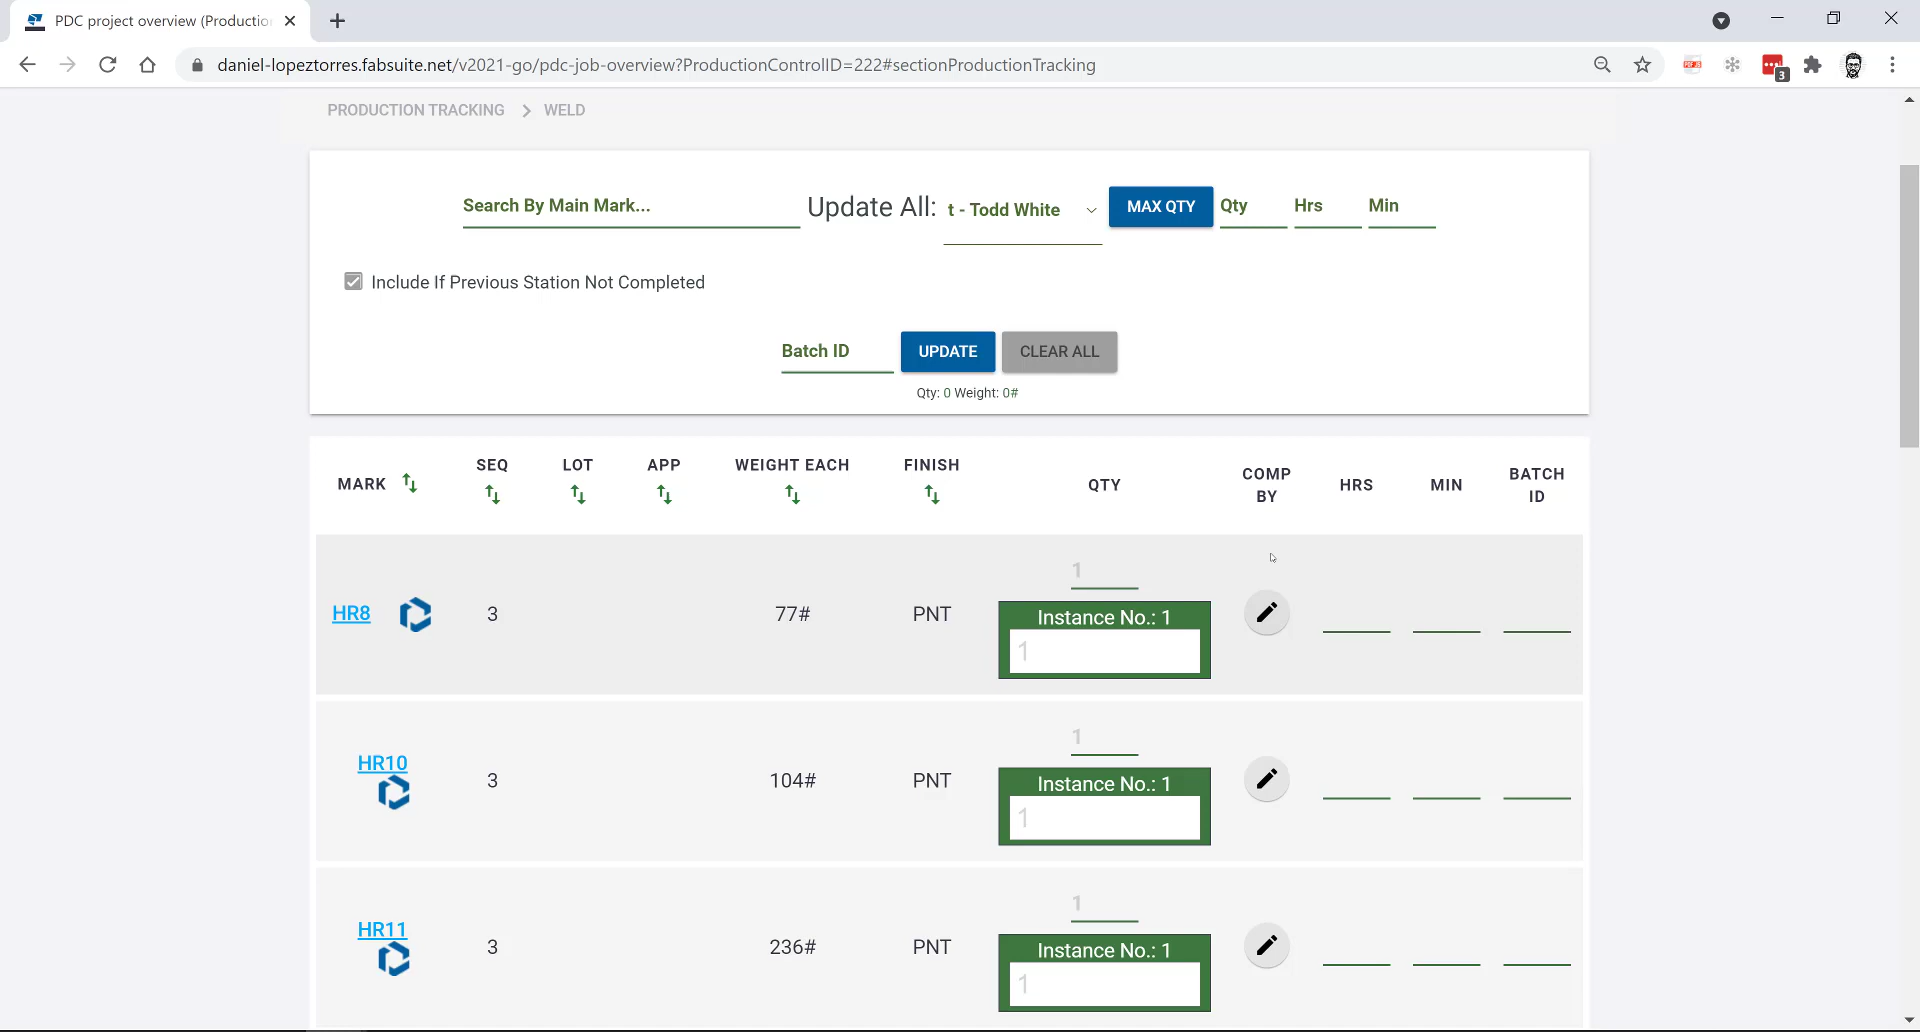 PDC project overview (Productio
daniel-lopeztorres.fabsuite.net/v2021-go/pdc-job-overview?ProductionControlID=222#sectionProductionTracking
3
PRODUCTION TRACKING > WELD
Search By Main Mark... Update All: t - Todd White MAX QTY Qty Hrs Min
Include If Previous Station Not Completed
Batch ID UPDATE CLEAR ALL
Qty: 0 Weight: 0#
MARK SEQ LOT APP WEIGHT EACH FINISH QTY COMP BY HRS MIN BATCH ID
1
HR8 3 77# PNT Instance No.: 1
1
1
HR10 3 104# PNT Instance No.: 1
1
1
HR11 3 236# PNT Instance No.: 1
1